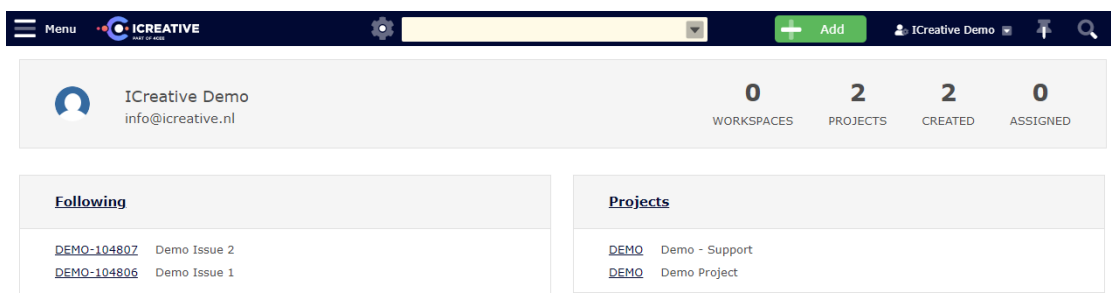 Menu
ICREATIVE
PART OF 4CEE
Add
ICreative Demo
ICreative Demo
info@icreative.nl
0 WORKSPACES
2 PROJECTS
2 CREATED
0 ASSIGNED
Following
DEMO-104807 Demo Issue 2
DEMO-104806 Demo Issue 1
Projects
DEMO Demo - Support
DEMO Demo Project